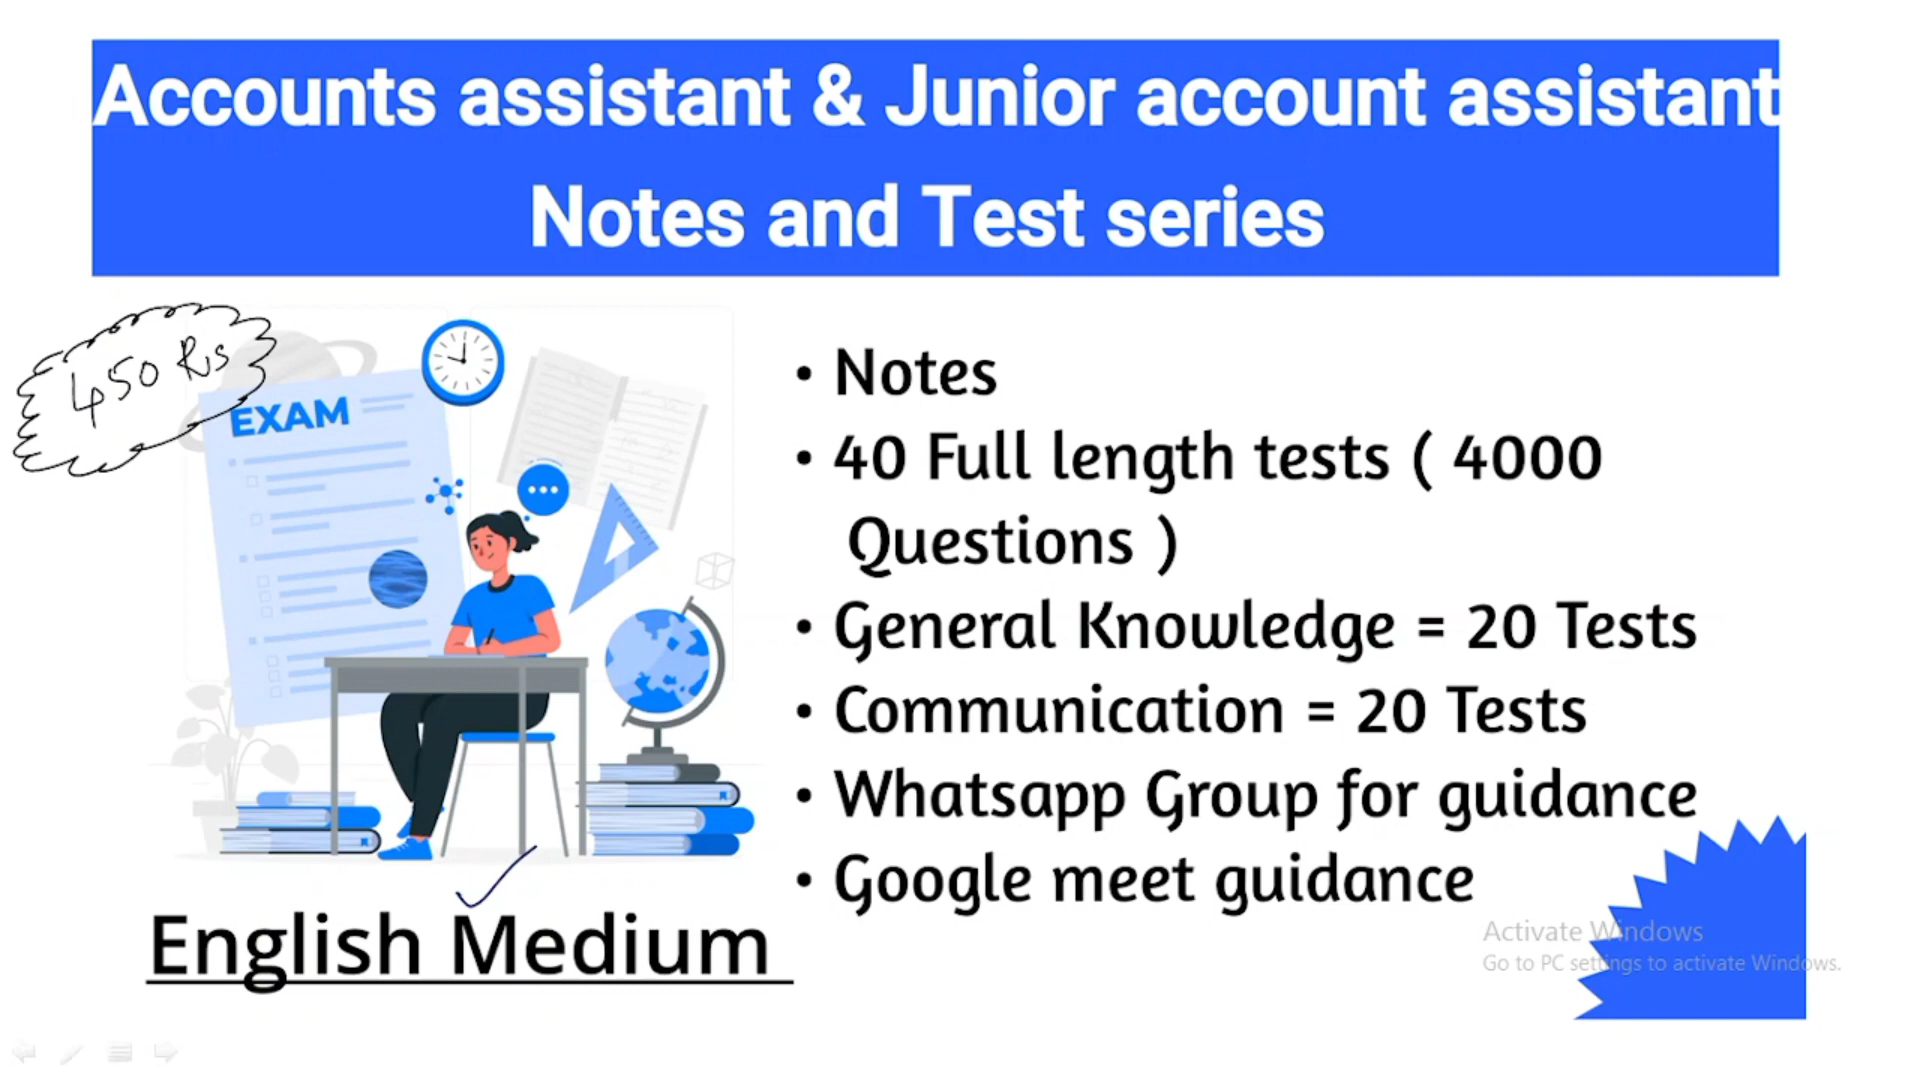 Accounts assistant & Junior account assistant
Notes and Test series
450 Rs
EXAM
• Notes
• 40 Full length tests ( 4000
Questions )
• General Knowledge = 20 Tests
• Communication = 20 Tests
• Whatsapp Group for guidance
• Google meet guidance
English Medium
Activate Windows
Go to PC settings to activate Windows.